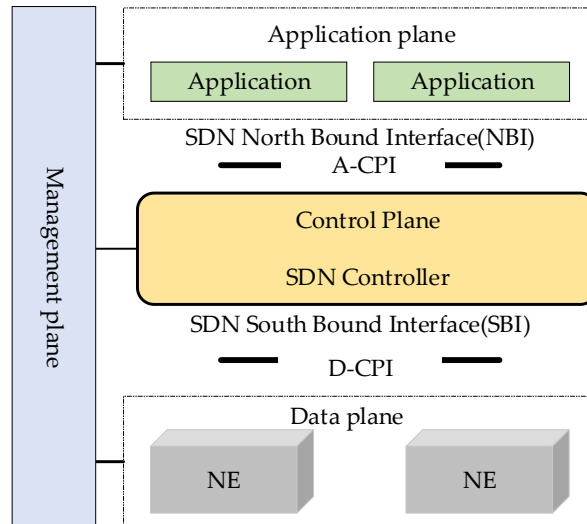 Management plane
Application plane
Application
Application
SDN North Bound Interface(NBI)
A-CPI
Control Plane
SDN Controller
SDN South Bound Interface(SBI)
D-CPI
Data plane
NE
NE